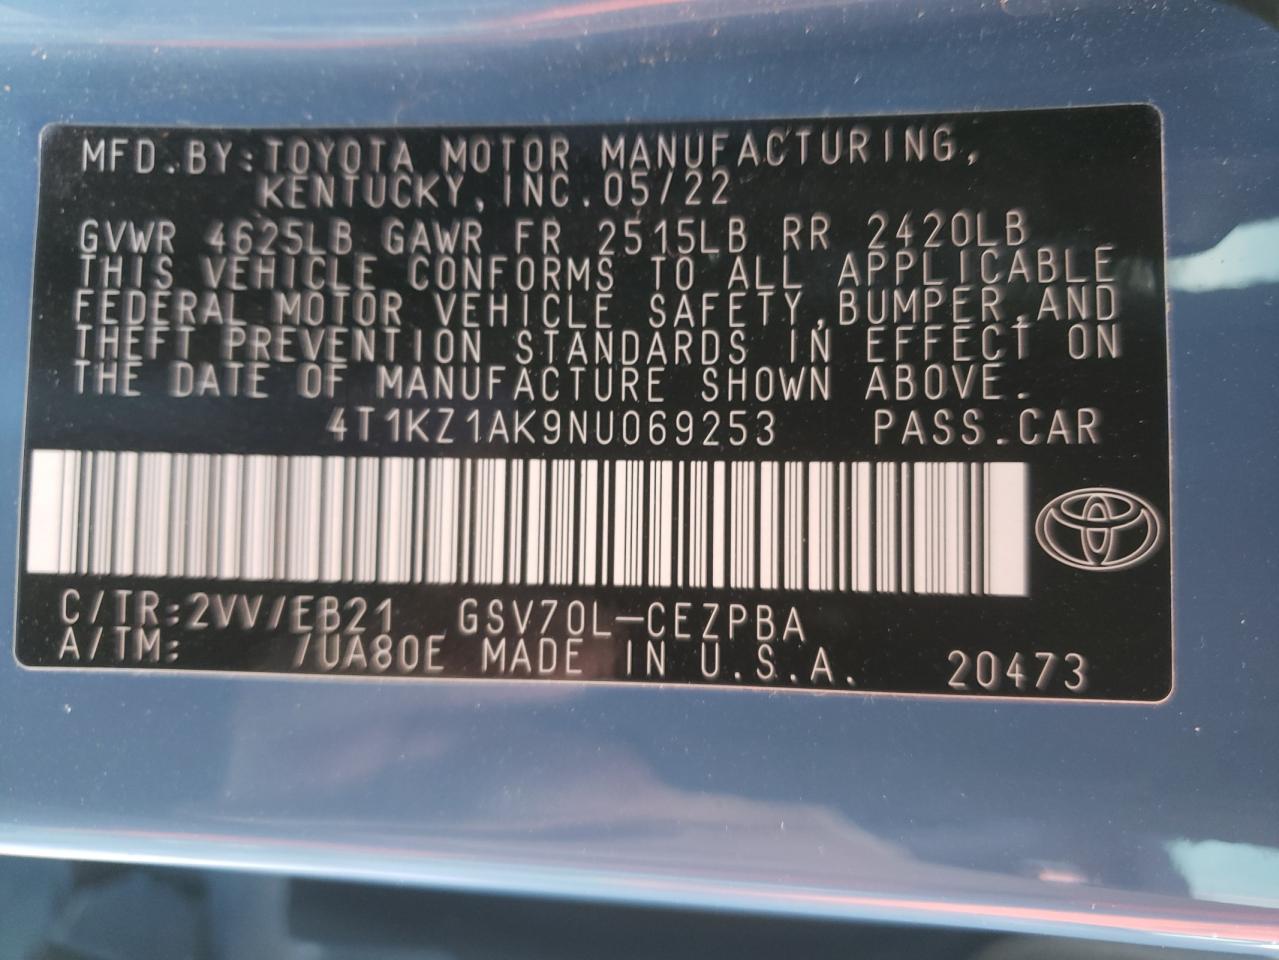 MFD.BY:TOYOTA MOTOR MANUFACTURING,
KENTUCKY,INC.05/22
GVWR 4625LB GAWR FR 2515LB RR 2420LB
THIS VEHICLE CONFORMS TO ALL APPLICABLE
FEDERAL MOTOR VEHICLE SAFETY,BUMPER,AND
THEFT PREVENTION STANDARDS IN EFFECT ON
THE DATE OF MANUFACTURE SHOWN ABOVE.
4T1KZ1AK9NU069253 PASS.CAR
C/TR:2VV/EB21 GSV70L-CEZPBA
A/TM: /UA80E MADE IN U.S.A. 20473